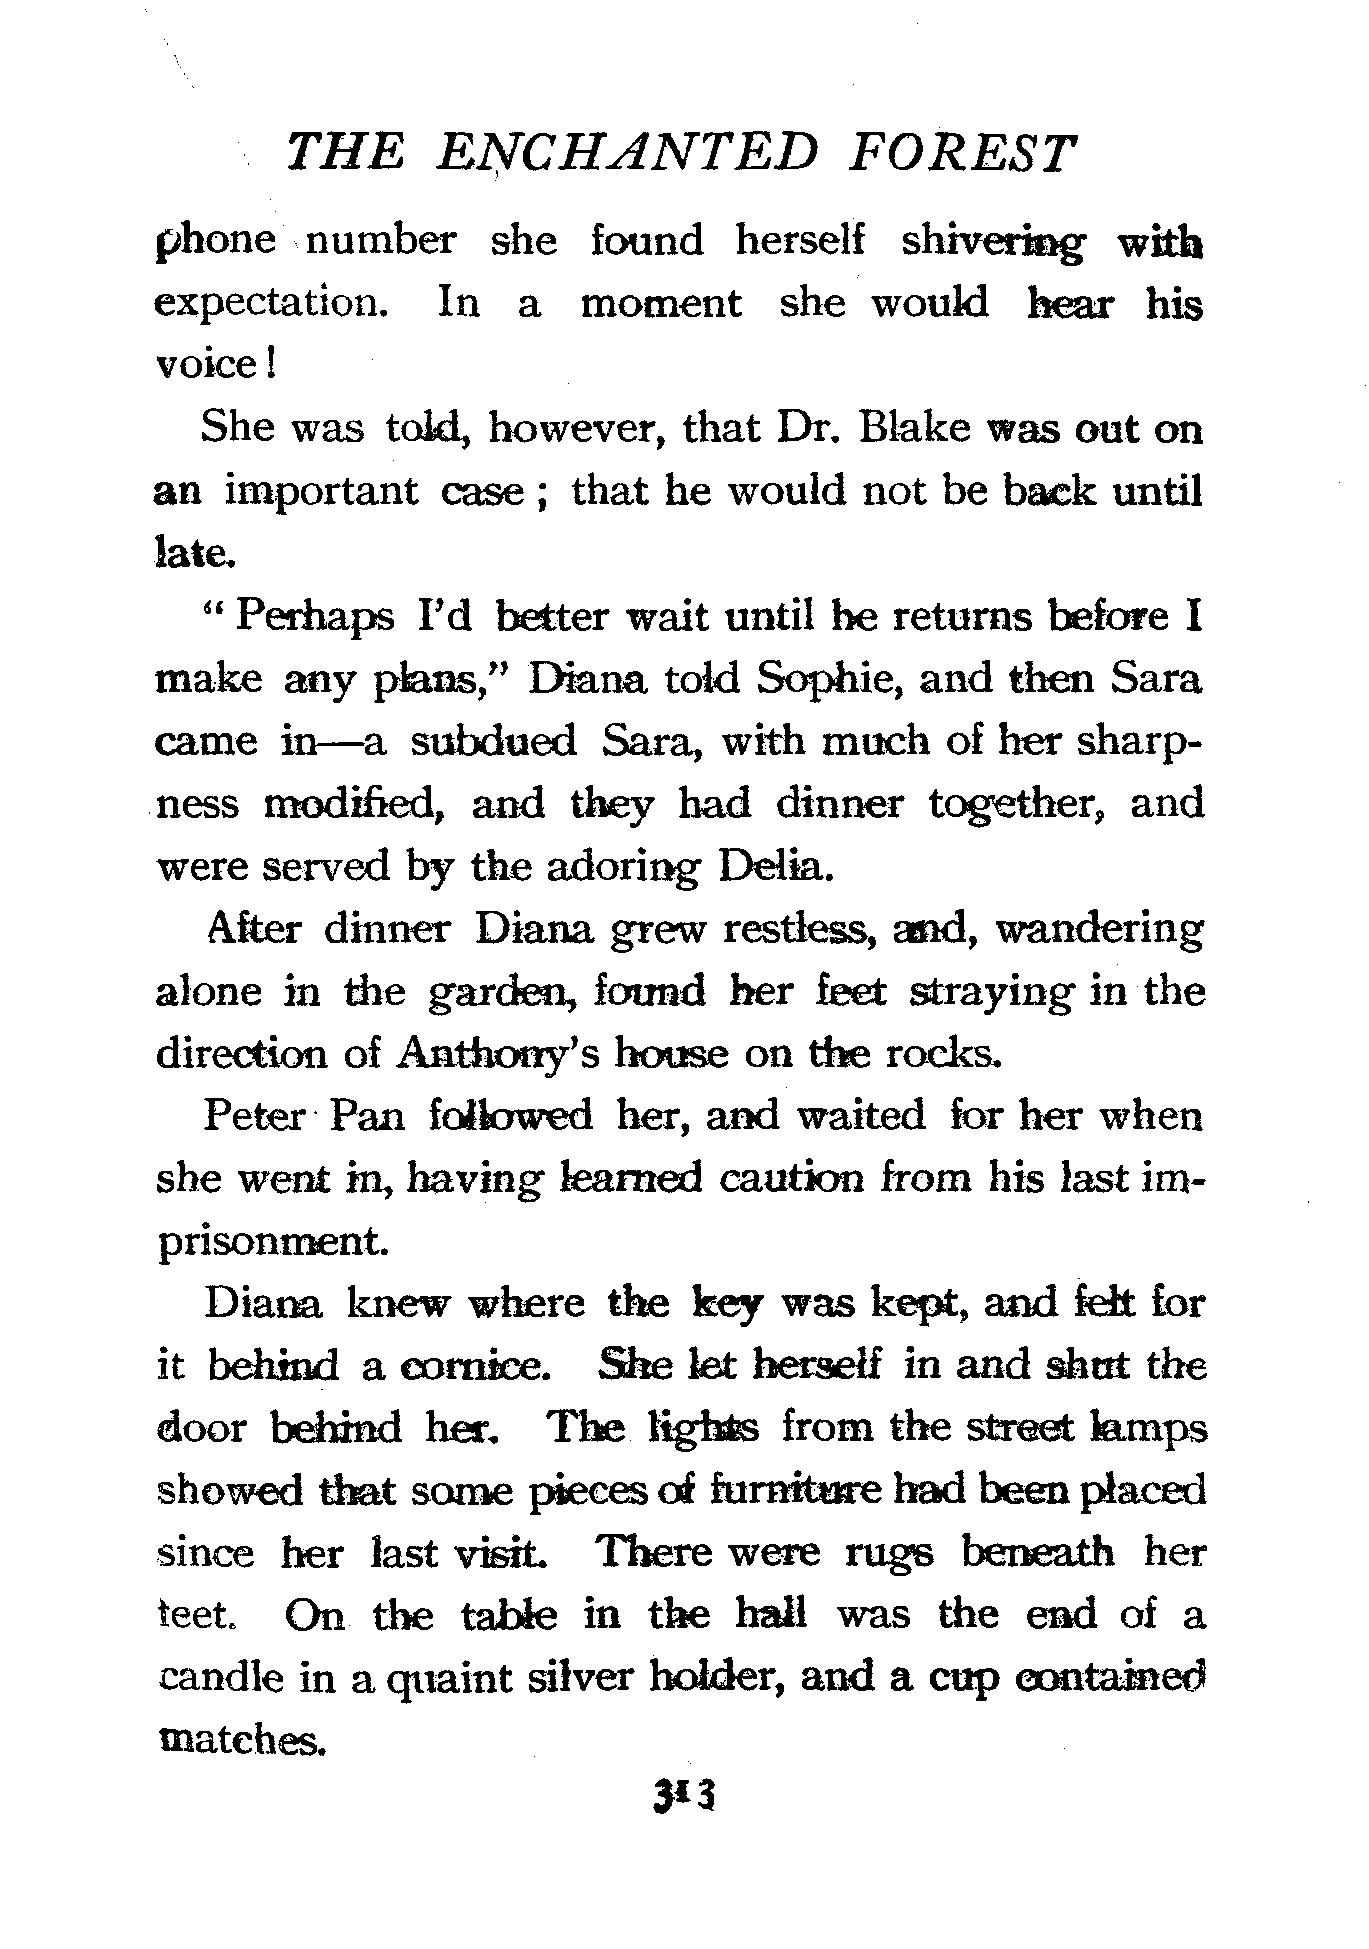 THE ENCHANTED FOREST
phone number she found herself shivering with
expectation. In a moment she would hear his
voice!
She was told, however, that Dr. Blake was out on
an important case; that he would not be back until
late.
“Perhaps I’d better wait until he returns before I
make any plans,” Diana told Sophie, and then Sara
came in—a subdued Sara, with much of her sharp-
ness modified, and they had dinner together, and
were served by the adoring Delia.
After dinner Diana grew restless, and, wandering
alone in the garden, found her feet straying in the
direction of Anthony’s house on the rocks.
Peter Pan followed her, and waited for her when
she went in, having learned caution from his last im-
prisonment.
Diana knew where the key was kept, and felt for
it behind a cornice. She let herself in and shut the
door behind her. The lights from the street lamps
showed that some pieces of furniture had been placed
since her last visit. There were rugs beneath her
feet. On the table in the hall was the end of a
candle in a quaint silver holder, and a cup contained
matches.
313